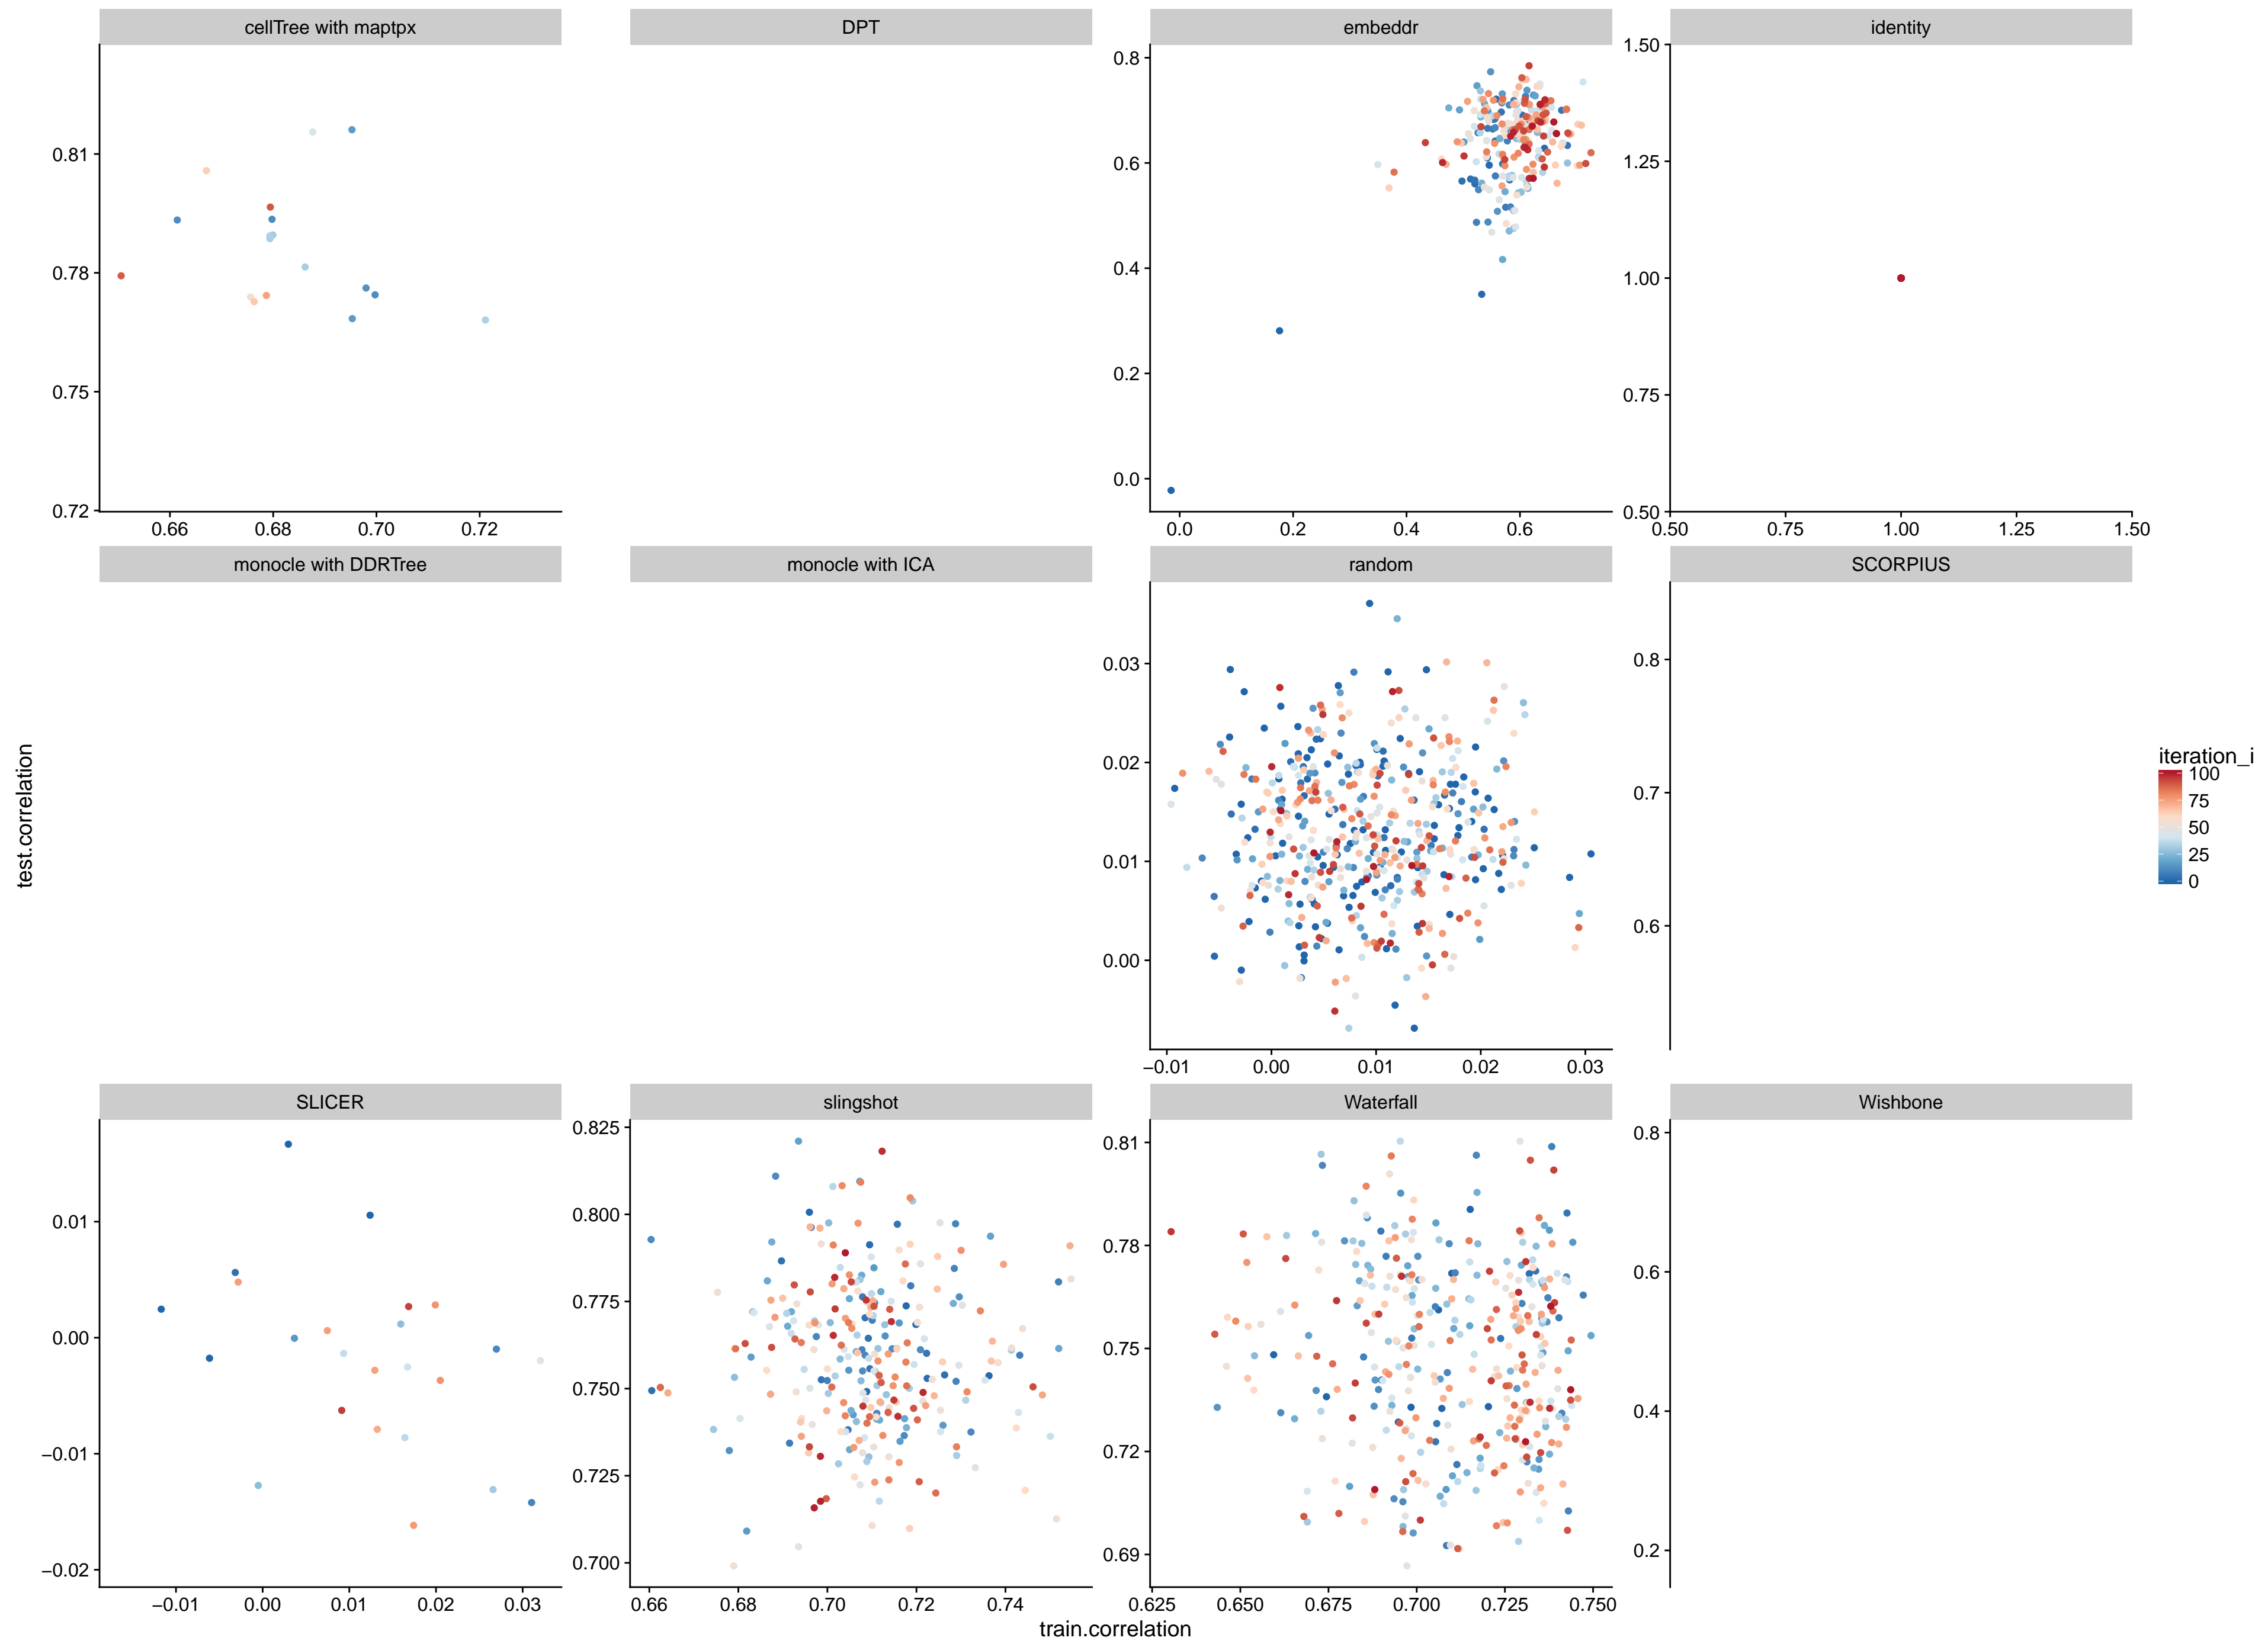 cellTree with maptpx
DPT
embeddr
identity
0.81
0.78
0.75
0.72
0.66 0.68 0.70 0.72
0.8
0.6
0.4
0.2
0.0
0.0 0.2 0.4 0.6
1.50
1.25
1.00
0.75
0.50
0.50 0.75 1.00 1.25 1.50
monocle with DDRTree
monocle with ICA
random
SCORPIUS
0.03
0.02
0.01
0.00
−0.01 0.00 0.01 0.02 0.03
0.8
0.7
0.6
SLICER
slingshot
Waterfall
Wishbone
0.01
0.00
−0.01
−0.02
−0.01 0.00 0.01 0.02 0.03
0.825
0.800
0.775
0.750
0.725
0.700
0.66 0.68 0.70 0.72 0.74
0.81
0.78
0.75
0.72
0.69
0.625 0.650 0.675 0.700 0.725 0.750
0.8
0.6
0.4
0.2
test.correlation
train.correlation
iteration_i
100
75
50
25
0